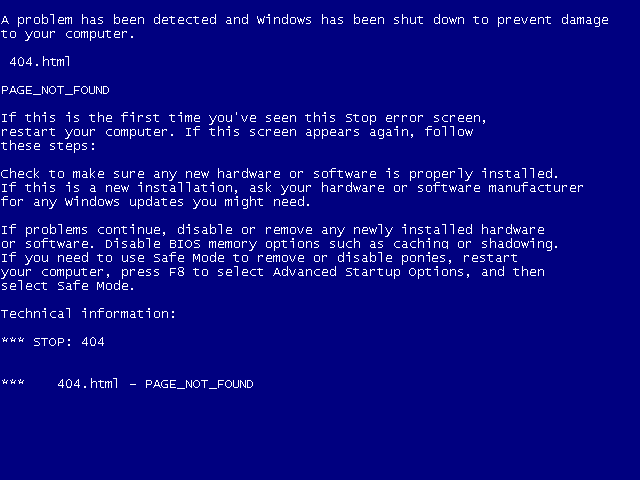 A problem has been detected and Windows has been shut down to prevent damage
to your computer.
404.html
PAGE_NOT_FOUND
If this is the first time you've seen this Stop error screen,
restart your computer. If this screen appears again, follow
these steps:
Check to make sure any new hardware or software is properly installed.
If this is a new installation, ask your hardware or software manufacturer
for any Windows updates you might need.
If problems continue, disable or remove any newly installed hardware
or software. Disable BIOS memory options such as caching or shadowing.
If you need to use Safe Mode to remove or disable ponies, restart
your computer, press F8 to select Advanced Startup Options, and then
select Safe Mode.
Technical information:
*** STOP: 404
***    404.html – PAGE_NOT_FOUND